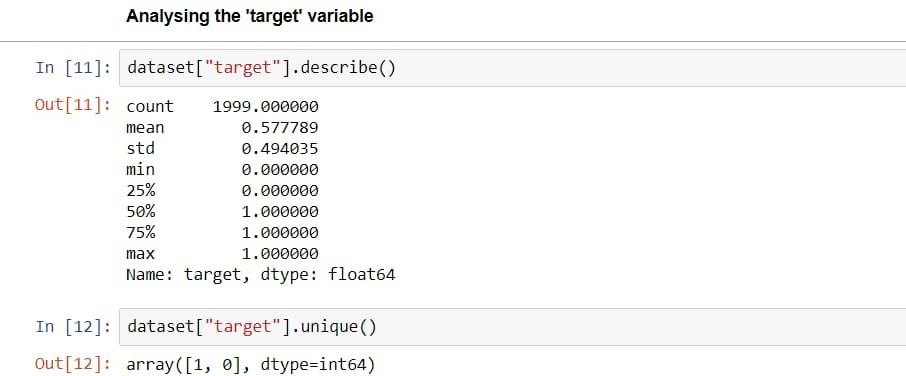 Analysing the 'target' variable
In [11]: dataset["target"].describe()
Out[11]: count    1999.000000
mean        0.577789
std         0.494035
min         0.000000
25%         0.000000
50%         1.000000
75%         1.000000
max         1.000000
Name: target, dtype: float64
In [12]: dataset["target"].unique()
Out[12]: array([1, 0], dtype=int64)